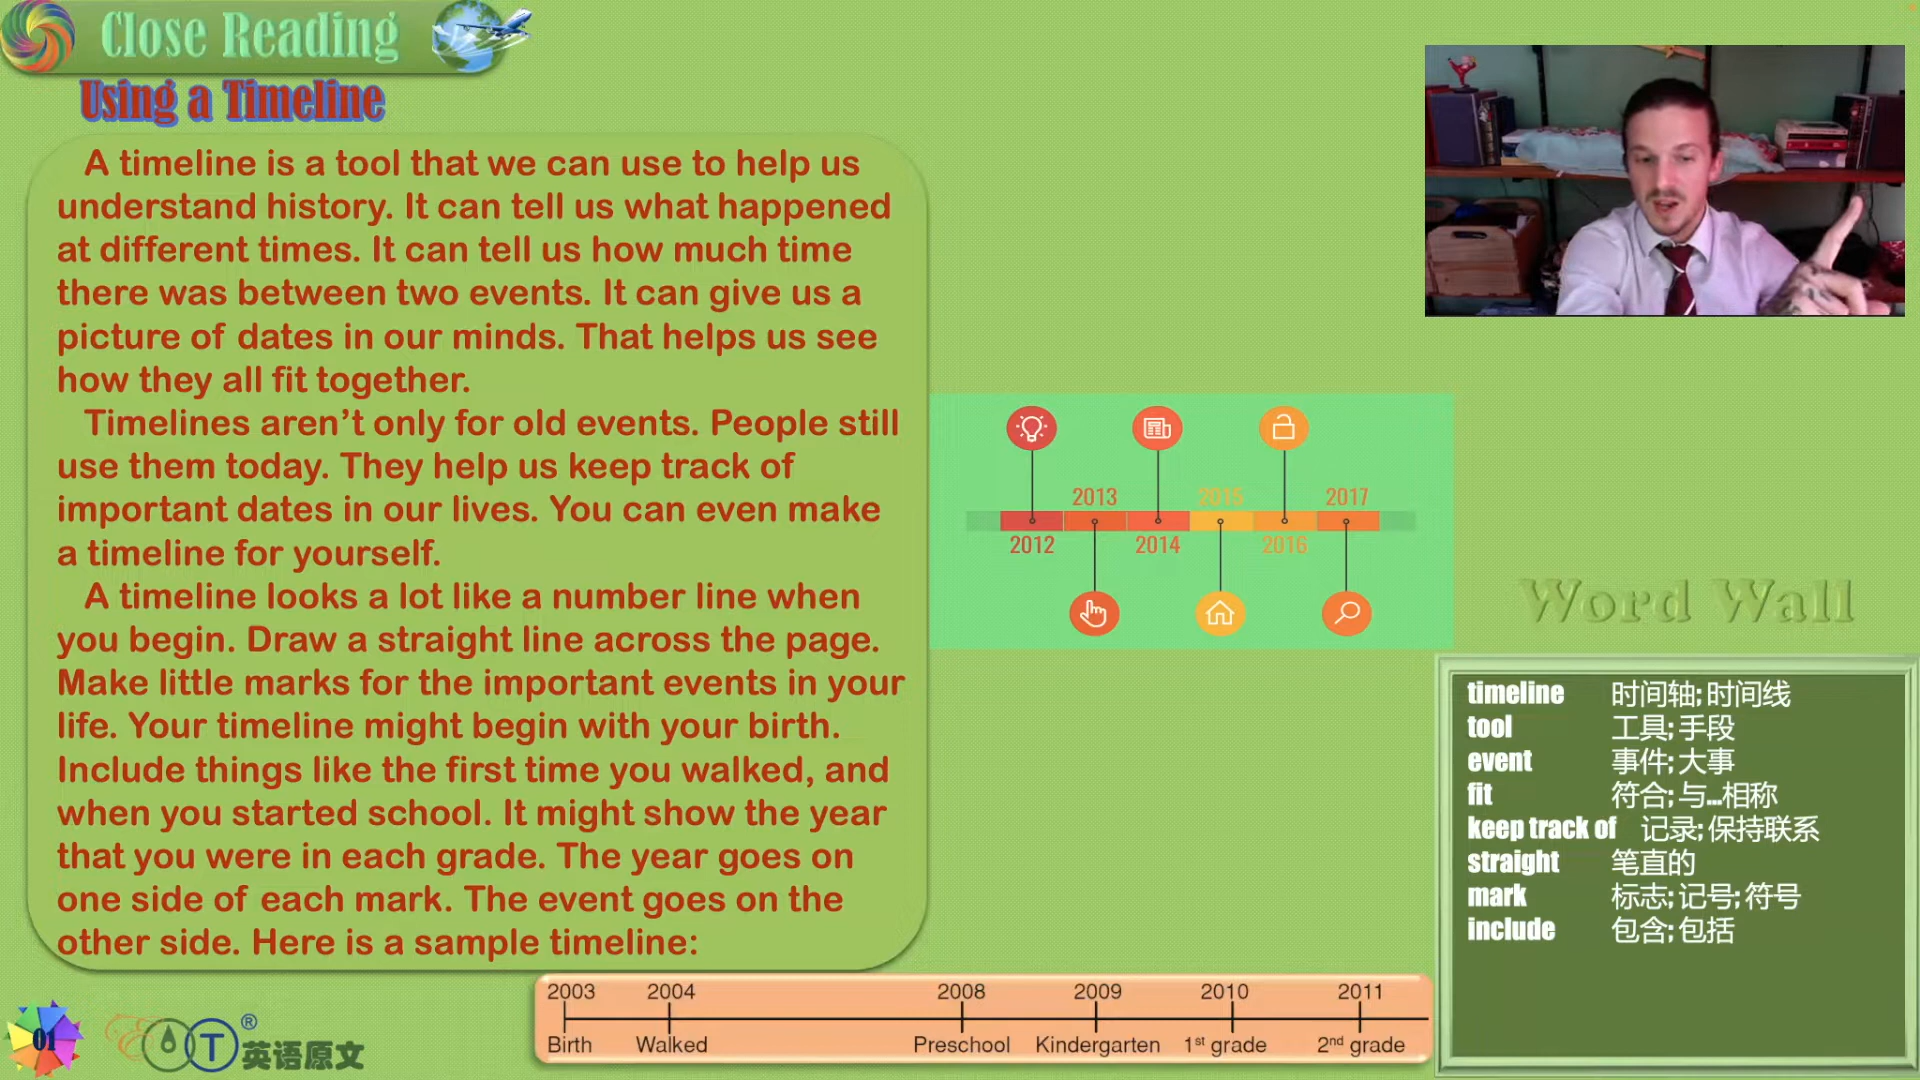 Close Reading
Using a Timeline
A timeline is a tool that we can use to help us
understand history. It can tell us what happened
at different times. It can tell us how much time
there was between two events. It can give us a
picture of dates in our minds. That helps us see
how they all fit together.
Timelines aren’t only for old events. People still
use them today. They help us keep track of
important dates in our lives. You can even make
a timeline for yourself.
A timeline looks a lot like a number line when
you begin. Draw a straight line across the page.
Make little marks for the important events in your
life. Your timeline might begin with your birth.
Include things like the first time you walked, and
when you started school. It might show the year
that you were in each grade. The year goes on
one side of each mark. The event goes on the
other side. Here is a sample timeline:
2013 2015 2017
2012 2014 2016
Word Wall
timeline 时间轴; 时间线
tool 工具; 手段
event 事件; 大事
fit 符合; 与...相称
keep track of 记录; 保持联系
straight 笔直的
mark 标志; 记号; 符号
include 包含; 包括
2003 2004 2008 2009 2010 2011
Birth Walked Preschool Kindergarten 1st grade 2nd grade
01
T ® 英语原文